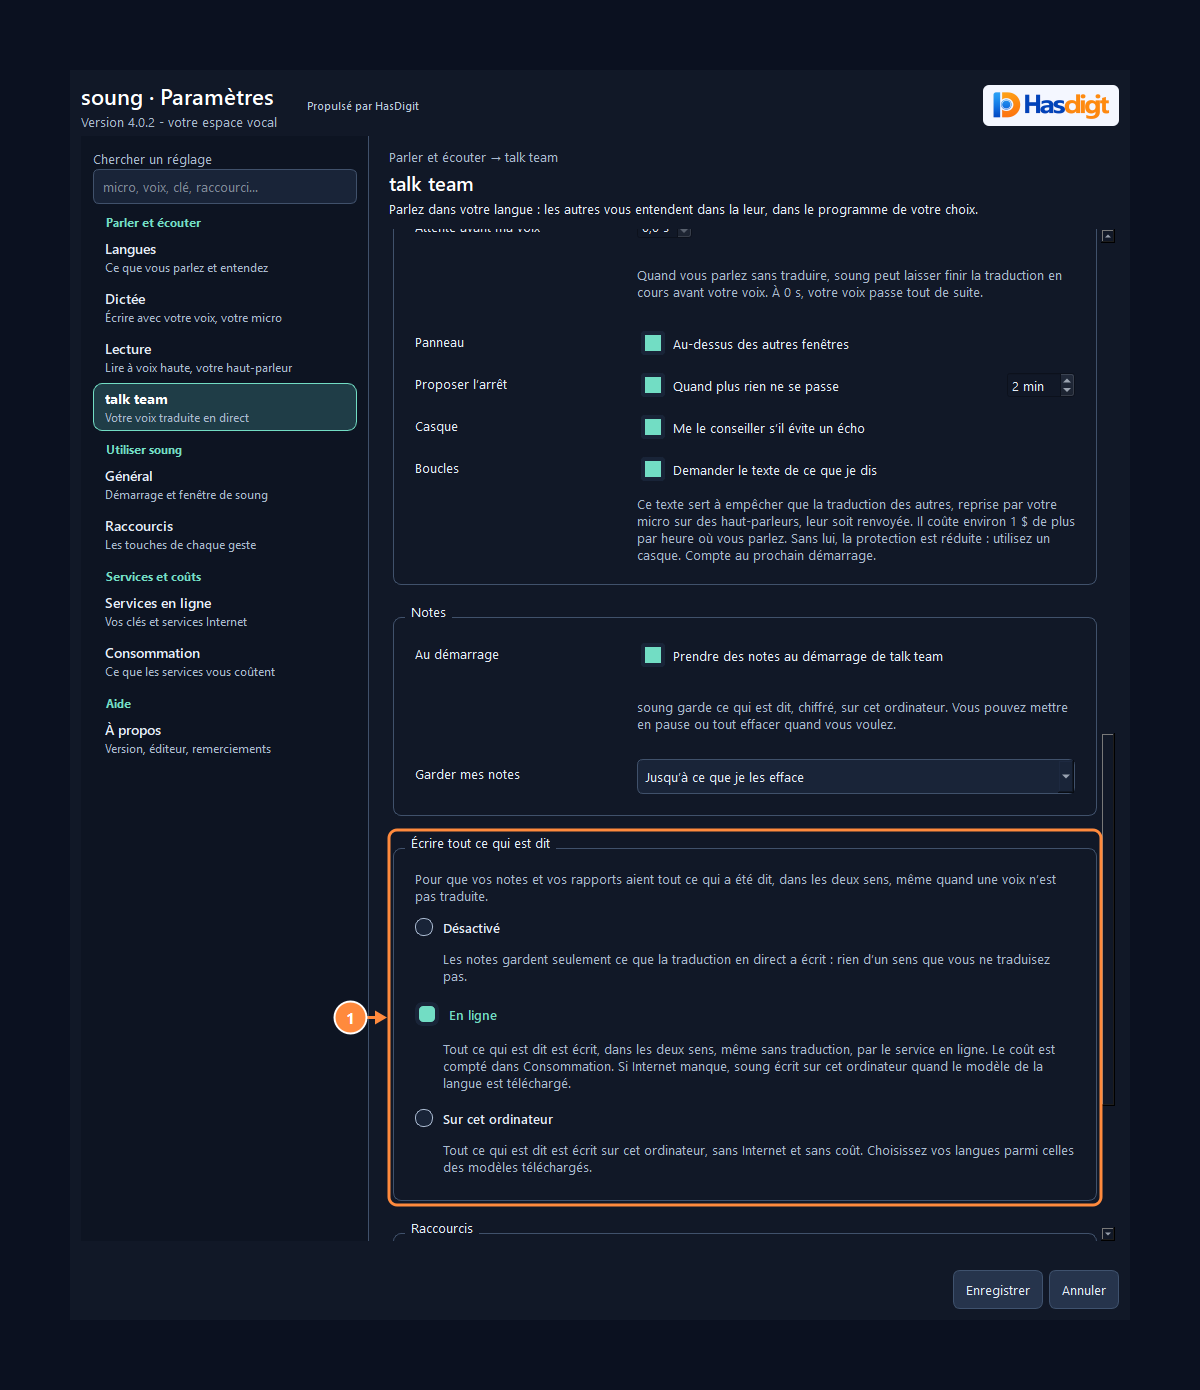 soung · Paramètres
Propulsé par HasDigit
Version 4.0.2 - votre espace vocal
Hasdigit
Chercher un réglage
micro, voix, clé, raccourci...
Parler et écouter
Langues
Ce que vous parlez et entendez
Dictée
Écrire avec votre voix, votre micro
Lecture
Lire à voix haute, votre haut-parleur
talk team
Votre voix traduite en direct
Utiliser soung
Général
Démarrage et fenêtre de soung
Raccourcis
Les touches de chaque geste
Services et coûts
Services en ligne
Vos clés et services Internet
Consommation
Ce que les services vous coûtent
Aide
À propos
Version, éditeur, remerciements
Parler et écouter → talk team
talk team
Parlez dans votre langue : les autres vous entendent dans la leur, dans le programme de votre choix.
Attente avant ma voix
0,0 s
Quand vous parlez sans traduire, soung peut laisser finir la traduction en
cours avant votre voix. À 0 s, votre voix passe tout de suite.
Panneau
Au-dessus des autres fenêtres
Proposer l'arrêt
Quand plus rien ne se passe
2 min
Casque
Me le conseiller s'il évite un écho
Boucles
Demander le texte de ce que je dis
Ce texte sert à empêcher que la traduction des autres, reprise par votre
micro sur des haut-parleurs, leur soit renvoyée. Il coûte environ 1 $ de plus
par heure où vous parlez. Sans lui, la protection est réduite : utilisez un
casque. Compte au prochain démarrage.
Notes
Au démarrage
Prendre des notes au démarrage de talk team
soung garde ce qui est dit, chiffré, sur cet ordinateur. Vous pouvez mettre
en pause ou tout effacer quand vous voulez.
Garder mes notes
Jusqu'à ce que je les efface
Écrire tout ce qui est dit
Pour que vos notes et vos rapports aient tout ce qui a été dit, dans les deux sens, même quand une voix n'est
pas traduite.
Désactivé
Les notes gardent seulement ce que la traduction en direct a écrit : rien d'un sens que vous ne traduisez
pas.
1
En ligne
Tout ce qui est dit est écrit, dans les deux sens, même sans traduction, par le service en ligne. Le coût est
compté dans Consommation. Si Internet manque, soung écrit sur cet ordinateur quand le modèle de la
langue est téléchargé.
Sur cet ordinateur
Tout ce qui est dit est écrit sur cet ordinateur, sans Internet et sans coût. Choisissez vos langues parmi celles
des modèles téléchargés.
Raccourcis
Enregistrer
Annuler